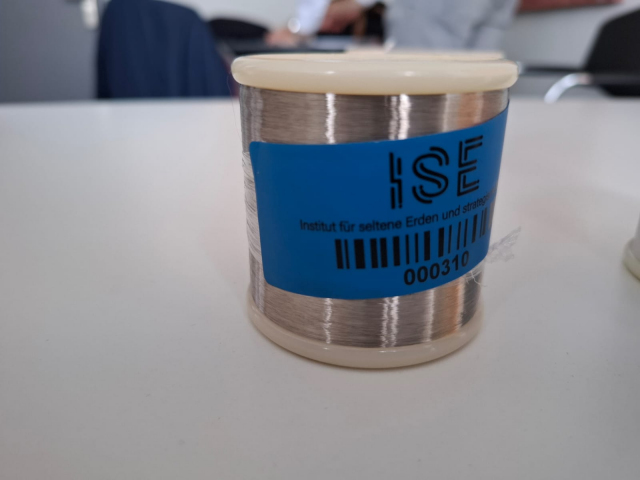 ISE
Institut für seltene Erden und
000310